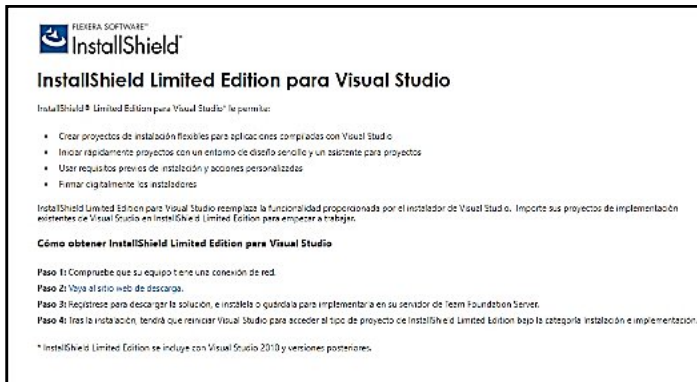 FLEXERA SOFTWARE™
InstallShield®
InstallShield Limited Edition para Visual Studio
InstallShield® Limited Edition para Visual Studio* le permite:
• Crear proyectos de instalación flexibles para aplicaciones compiladas con Visual Studio
• Iniciar rápidamente proyectos con un entorno de diseño sencillo y un asistente para proyectos
• Usar requisitos previos de instalación y acciones personalizadas
• Firmar digitalmente los instaladores
InstallShield Limited Edition para Visual Studio reemplaza la funcionalidad proporcionada por el instalador de Visual Studio. Importe sus proyectos de implementación
existentes de Visual Studio en InstallShield Limited Edition para empezar a trabajar.
Cómo obtener InstallShield Limited Edition para Visual Studio
Paso 1: Compruebe que su equipo tiene una conexión de red.
Paso 2: Vaya al sitio web de descarga.
Paso 3: Regístrese para descargar la solución, e instálela o guárdala para implementarla en su servidor de Team Foundation Server.
Paso 4: Tras la instalación, tendrá que reiniciar Visual Studio para acceder al tipo de proyecto de InstallShield Limited Edition bajo la categoría Instalación e implementación.
* InstallShield Limited Edition se incluye con Visual Studio 2010 y versiones posteriores.